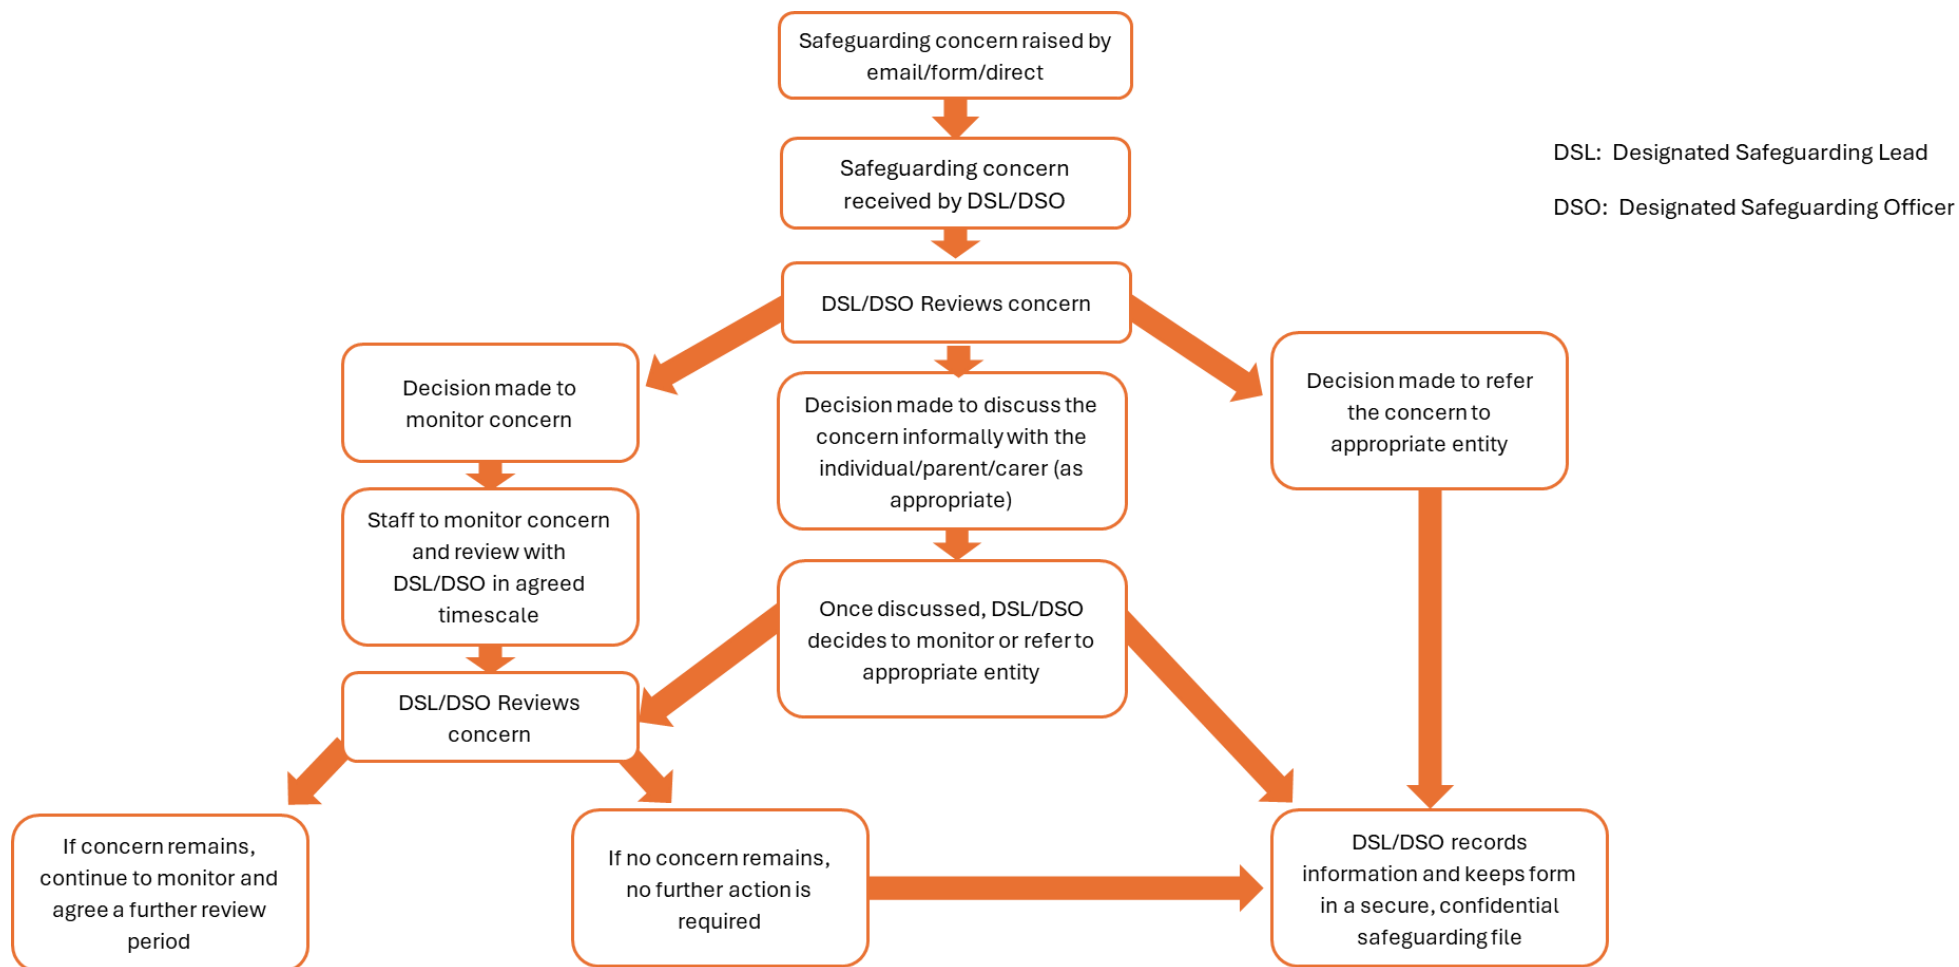 Safeguarding concern raised by
email/form/direct
Safeguarding concern
received by DSL/DSO
DSL: Designated Safeguarding Lead
DSO: Designated Safeguarding Officer
DSL/DSO Reviews concern
Decision made to
monitor concern
Decision made to discuss the
concern informally with the
individual/parent/carer (as
appropriate)
Decision made to refer
the concern to
appropriate entity
Staff to monitor concern
and review with
DSL/DSO in agreed
timescale
Once discussed, DSL/DSO
decides to monitor or refer to
appropriate entity
DSL/DSO Reviews
concern
If concern remains,
continue to monitor and
agree a further review
period
If no concern remains,
no further action is
required
DSL/DSO records
information and keeps form
in a secure, confidential
safeguarding file